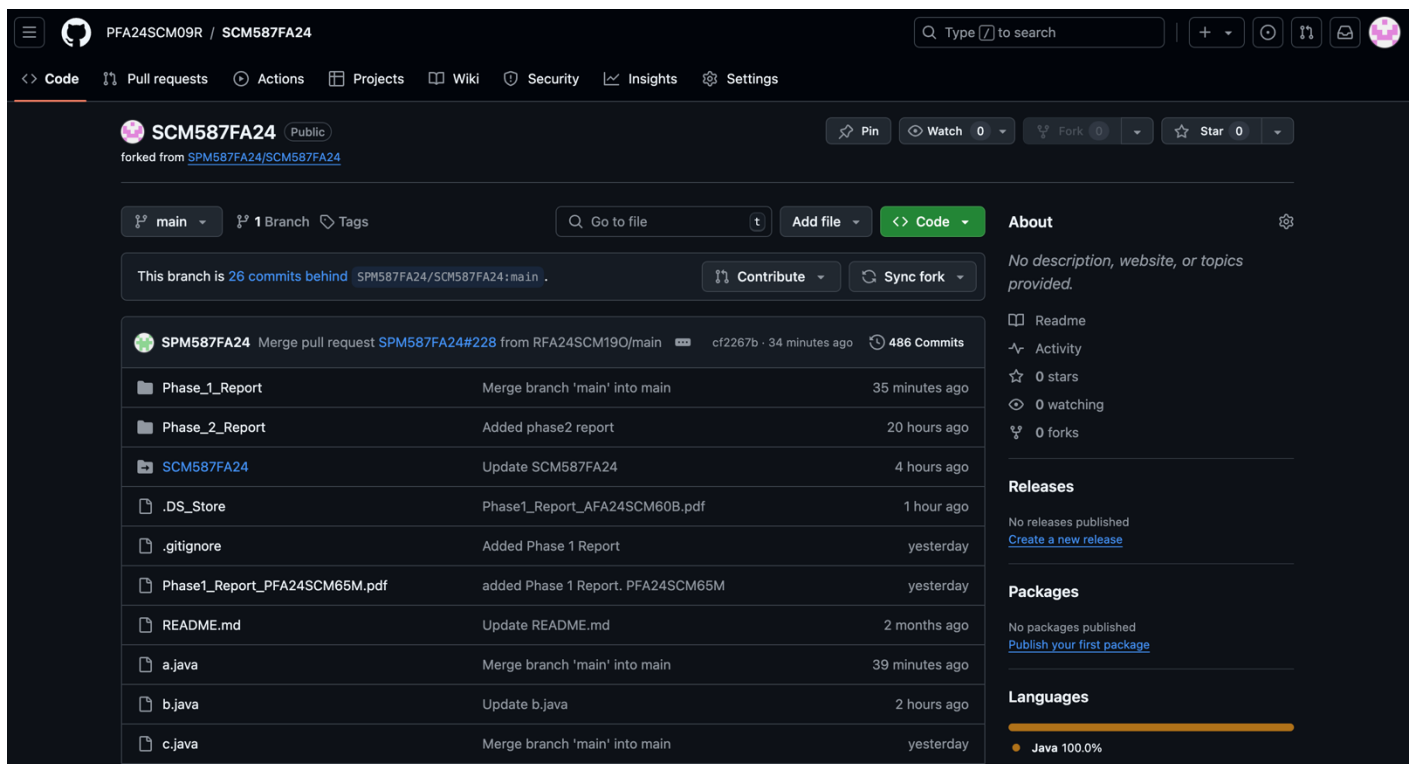 PFA24SCM09R / SCM587FA24
Type / to search
Code Pull requests Actions Projects Wiki Security Insights Settings
SCM587FA24 Public
Pin Watch 0 Fork 0 Star 0
forked from SPM587FA24/SCM587FA24
main 1 Branch Tags
Go to file t Add file Code
This branch is 26 commits behind SPM587FA24/SCM587FA24:main .
Contribute Sync fork
SPM587FA24 Merge pull request SPM587FA24#228 from RFA24SCM19O/main cf2267b · 34 minutes ago 486 Commits
Phase_1_Report Merge branch 'main' into main 35 minutes ago
Phase_2_Report Added phase2 report 20 hours ago
SCM587FA24 Update SCM587FA24 4 hours ago
.DS_Store Phase1_Report_AFA24SCM60B.pdf 1 hour ago
.gitignore Added Phase 1 Report yesterday
Phase1_Report_PFA24SCM65M.pdf added Phase 1 Report. PFA24SCM65M yesterday
README.md Update README.md 2 months ago
a.java Merge branch 'main' into main 39 minutes ago
b.java Update b.java 2 hours ago
c.java Merge branch 'main' into main yesterday
About
No description, website, or topics
provided.
Readme
Activity
0 stars
0 watching
0 forks
Releases
No releases published
Create a new release
Packages
No packages published
Publish your first package
Languages
Java 100.0%